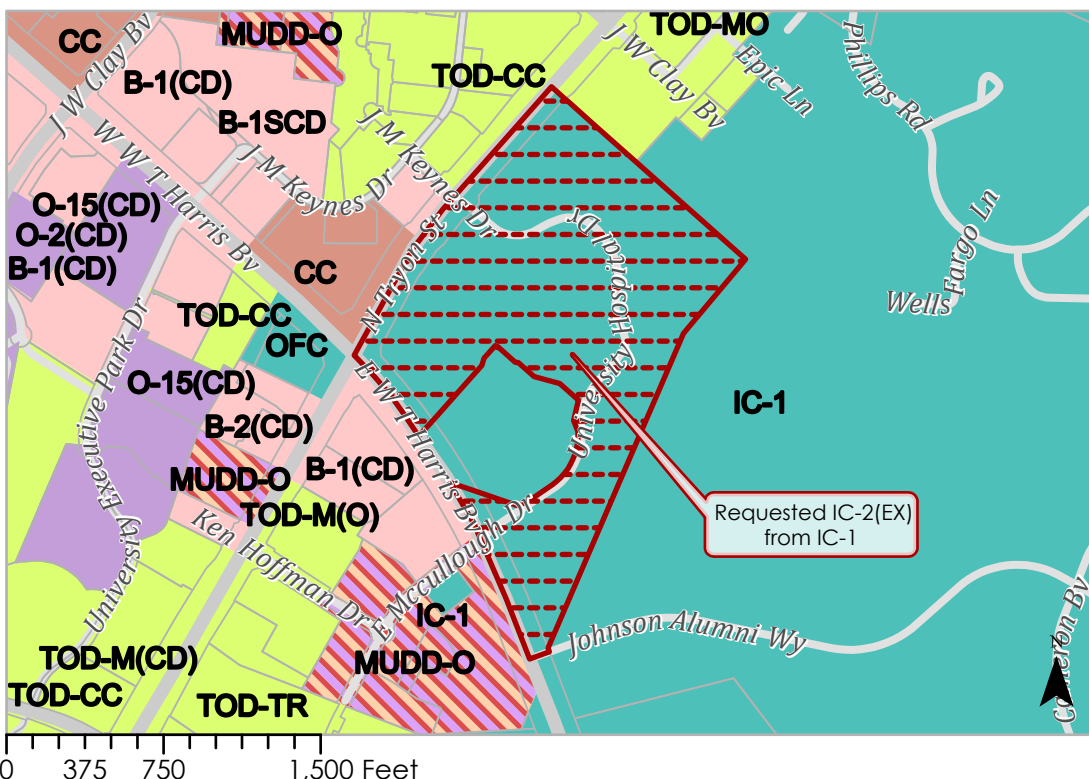 CC
MUDD-O
TOD-MO
J W Clay Bv
B-1(CD)
TOD-CC
J W Clay Bv
Epic Ln
Phillips Rd
B-1SCD
J M Keynes Dr
W W T Harris Bv
J M Keynes Dr
O-15(CD)
O-2(CD)
B-1(CD)
University Hospital Dr
N Tryon St
CC
Wells Fargo Ln
TOD-CC
OFC
University Executive Park Dr
O-15(CD)
E W T Harris Bv
IC-1
B-2(CD)
B-1(CD)
MUDD-O
TOD-M(O)
Requested IC-2(EX)
from IC-1
Ken Hoffman Dr
E Mccullough Dr
IC-1
Johnson Alumni Wy
Cameron Bv
N
MUDD-O
TOD-M(CD)
TOD-CC
TOD-TR
0 375 750 1,500 Feet